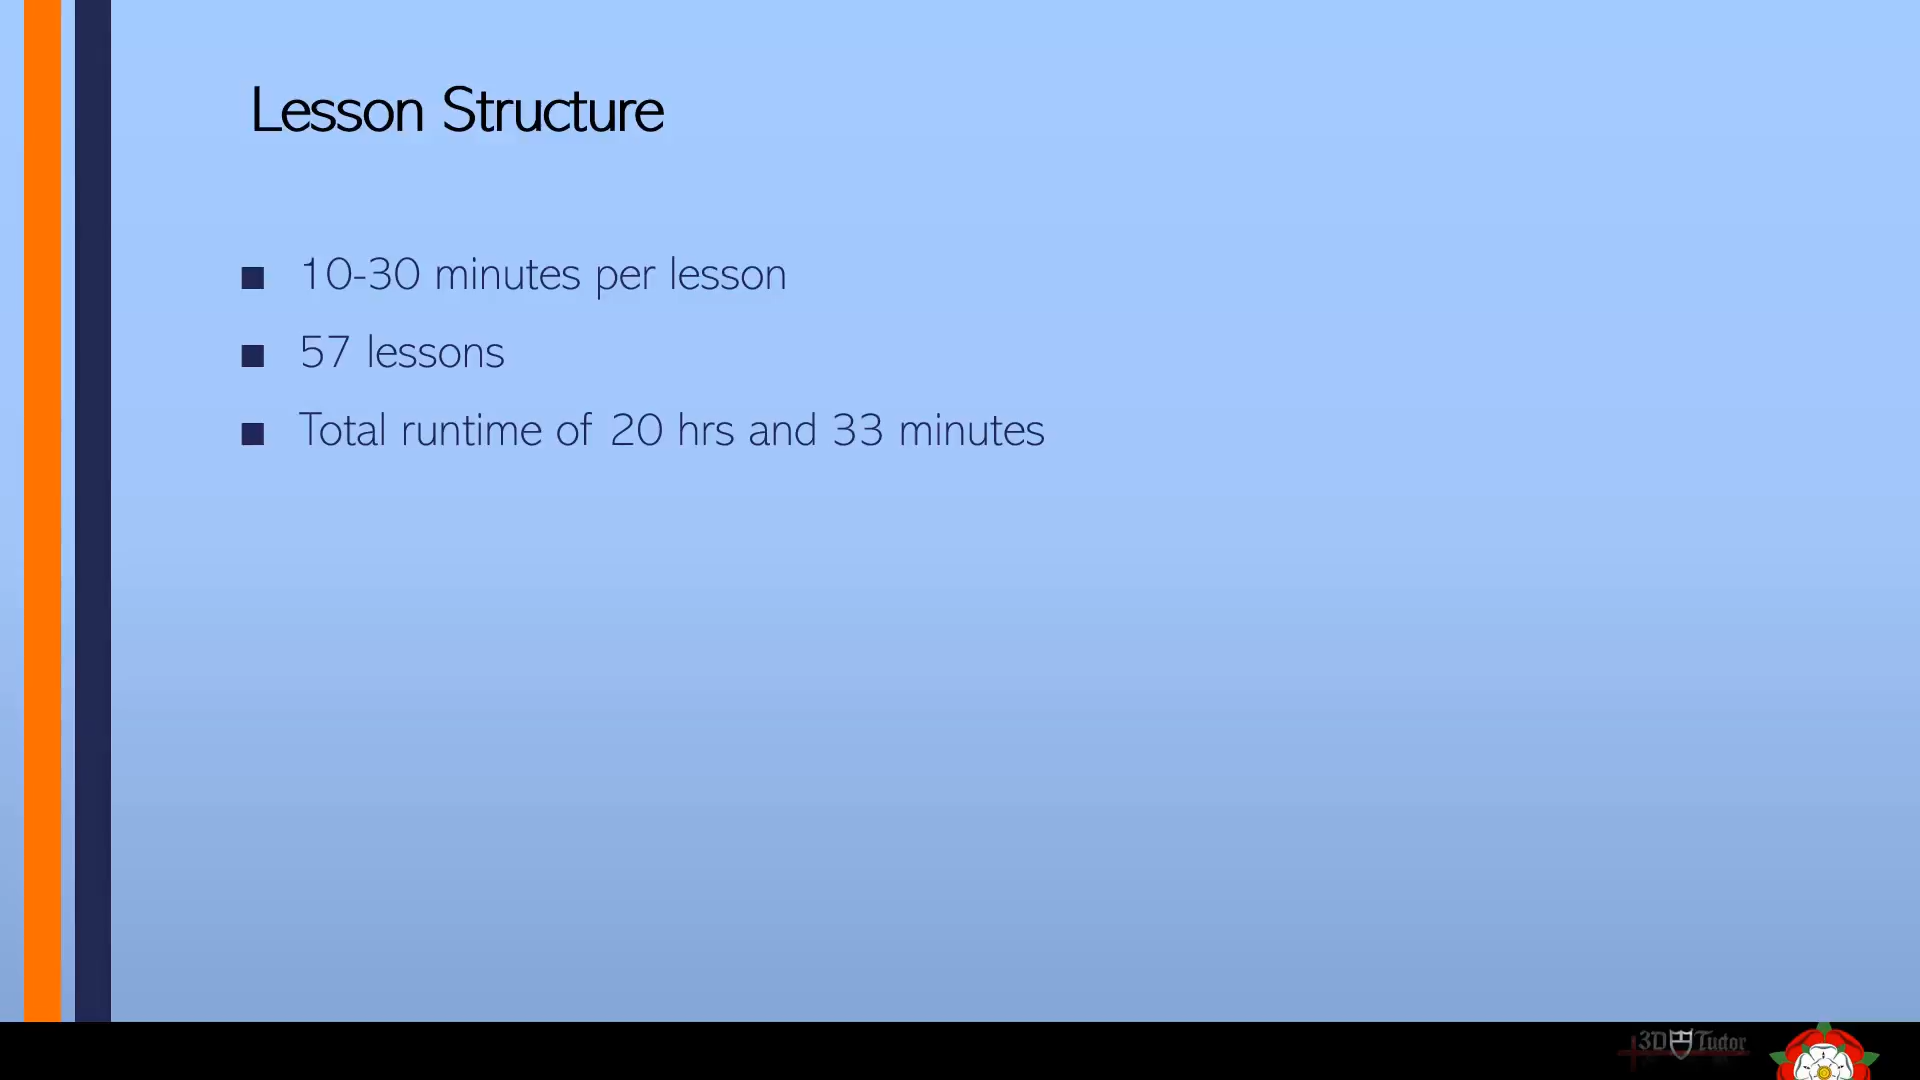 Lesson Structure
■ 10-30 minutes per lesson
■ 57 lessons
■ Total runtime of 20 hrs and 33 minutes
3D Tudor